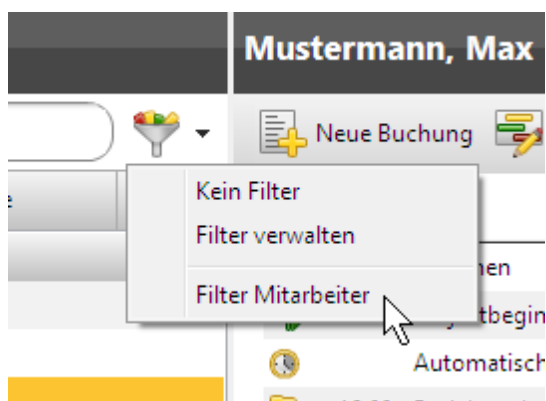 Mustermann, Max
Neue Buchung
Kein Filter
Filter verwalten
Filter Mitarbeiter
Automatisch